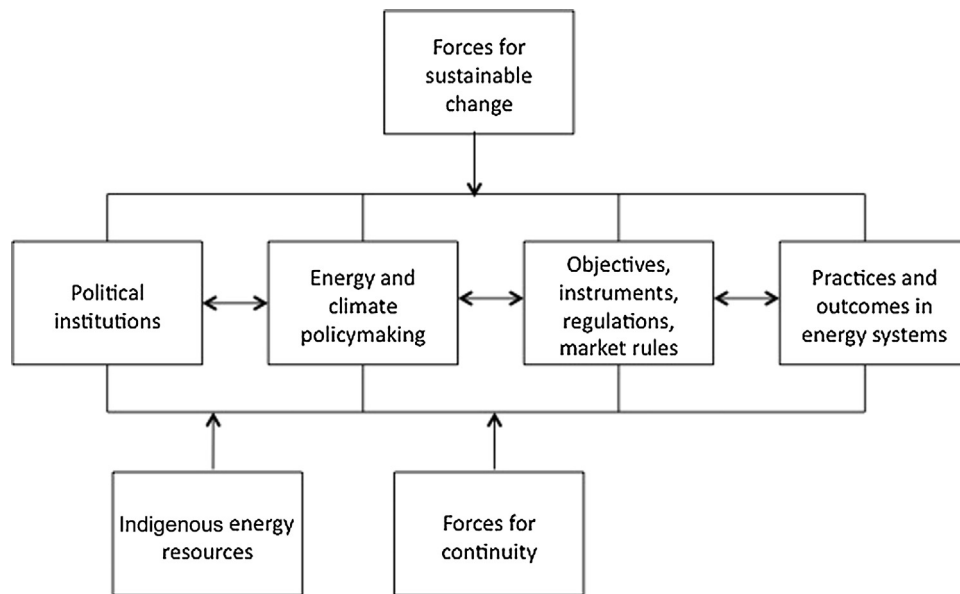 Forces for
sustainable
change
Political
institutions
Energy and
climate
policymaking
Objectives,
instruments,
regulations,
market rules
Practices and
outcomes in
energy systems
Indigenous energy
resources
Forces for
continuity